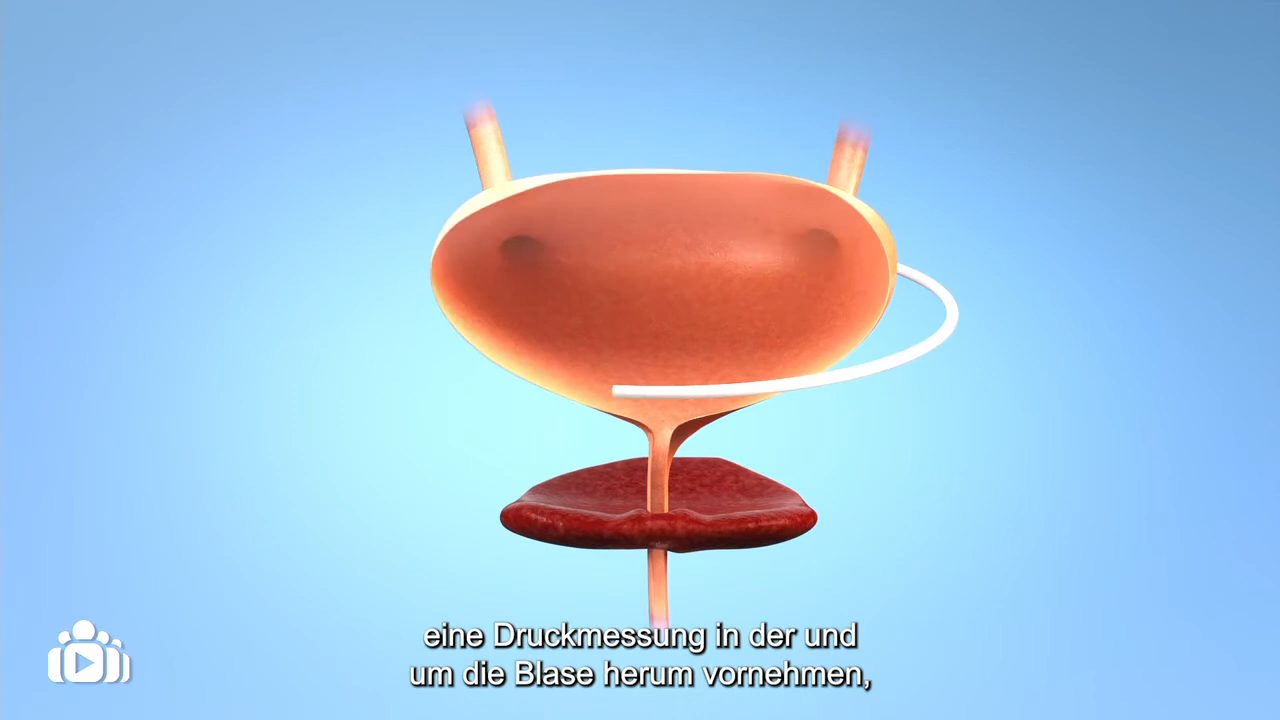 eine Druckmessung in der und
um die Blase herum vornehmen,